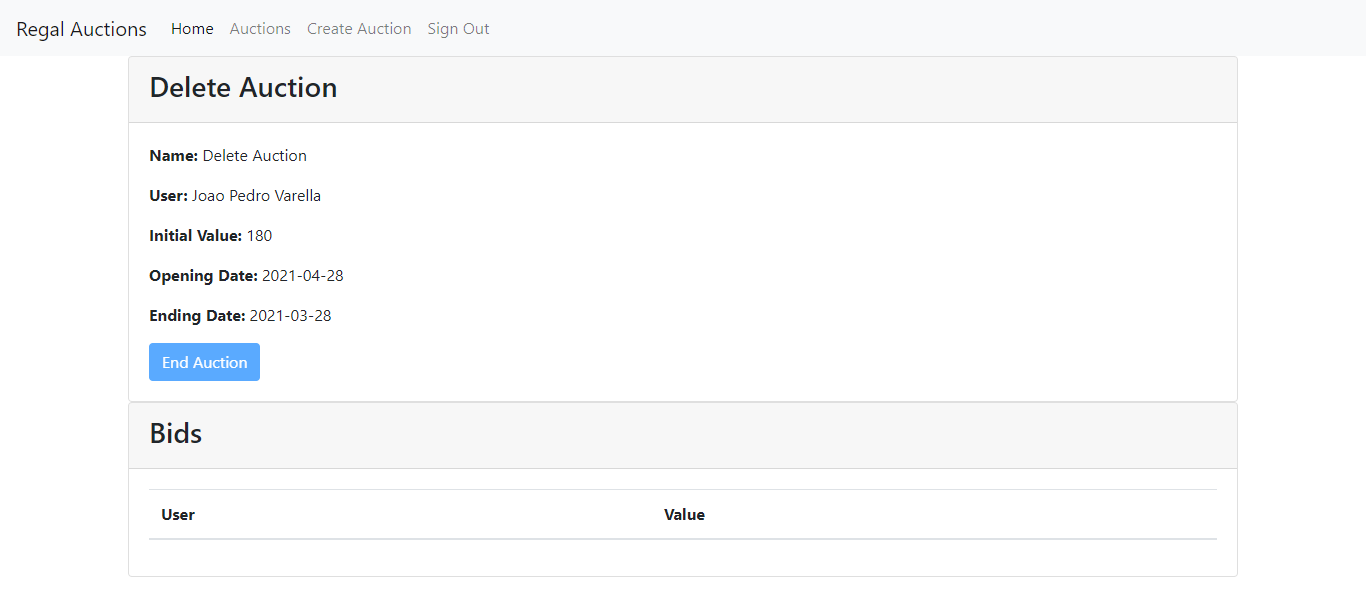 Regal Auctions Home Auctions Create Auction Sign Out
Delete Auction
Name: Delete Auction
User: Joao Pedro Varella
Initial Value: 180
Opening Date: 2021-04-28
Ending Date: 2021-03-28
End Auction
Bids
User Value